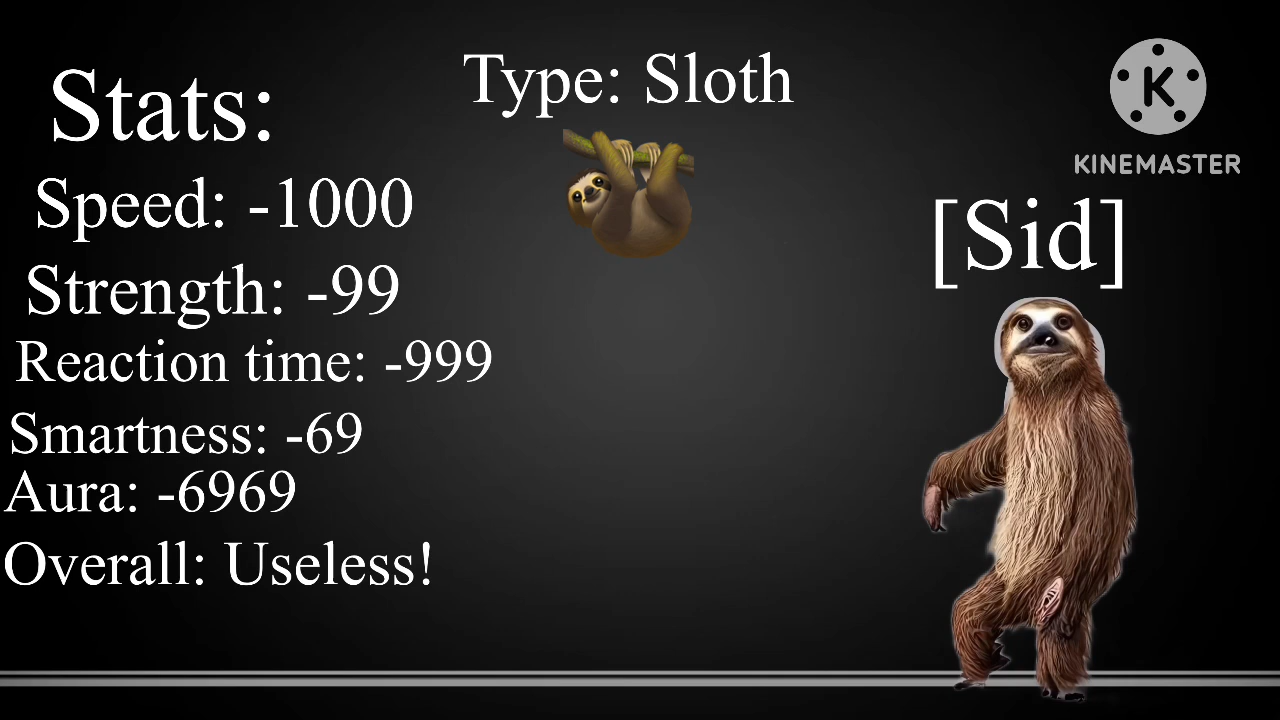 Stats:
Speed: -1000
Strength: -99
Reaction time: -999
Smartness: -69
Aura: -6969
Overall: Useless!
Type: Sloth
K
KINEMASTER
[Sid]